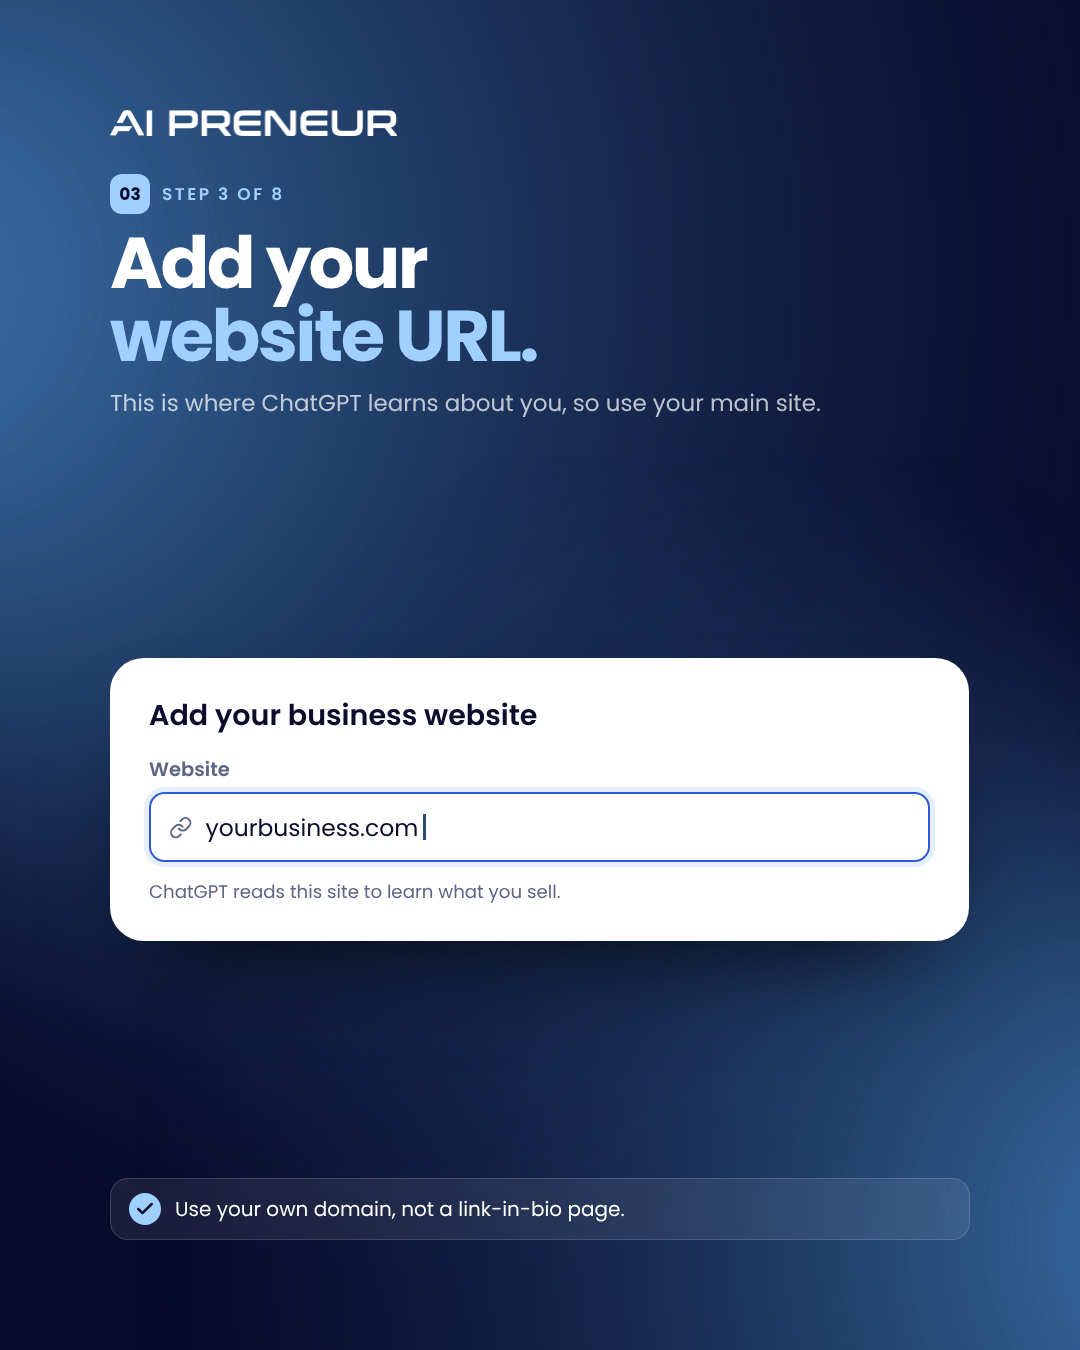 AI PRENEUR
03 STEP 3 OF 8
Add your
website URL.
This is where ChatGPT learns about you, so use your main site.
Add your business website
Website
yourbusiness.com
ChatGPT reads this site to learn what you sell.
Use your own domain, not a link-in-bio page.